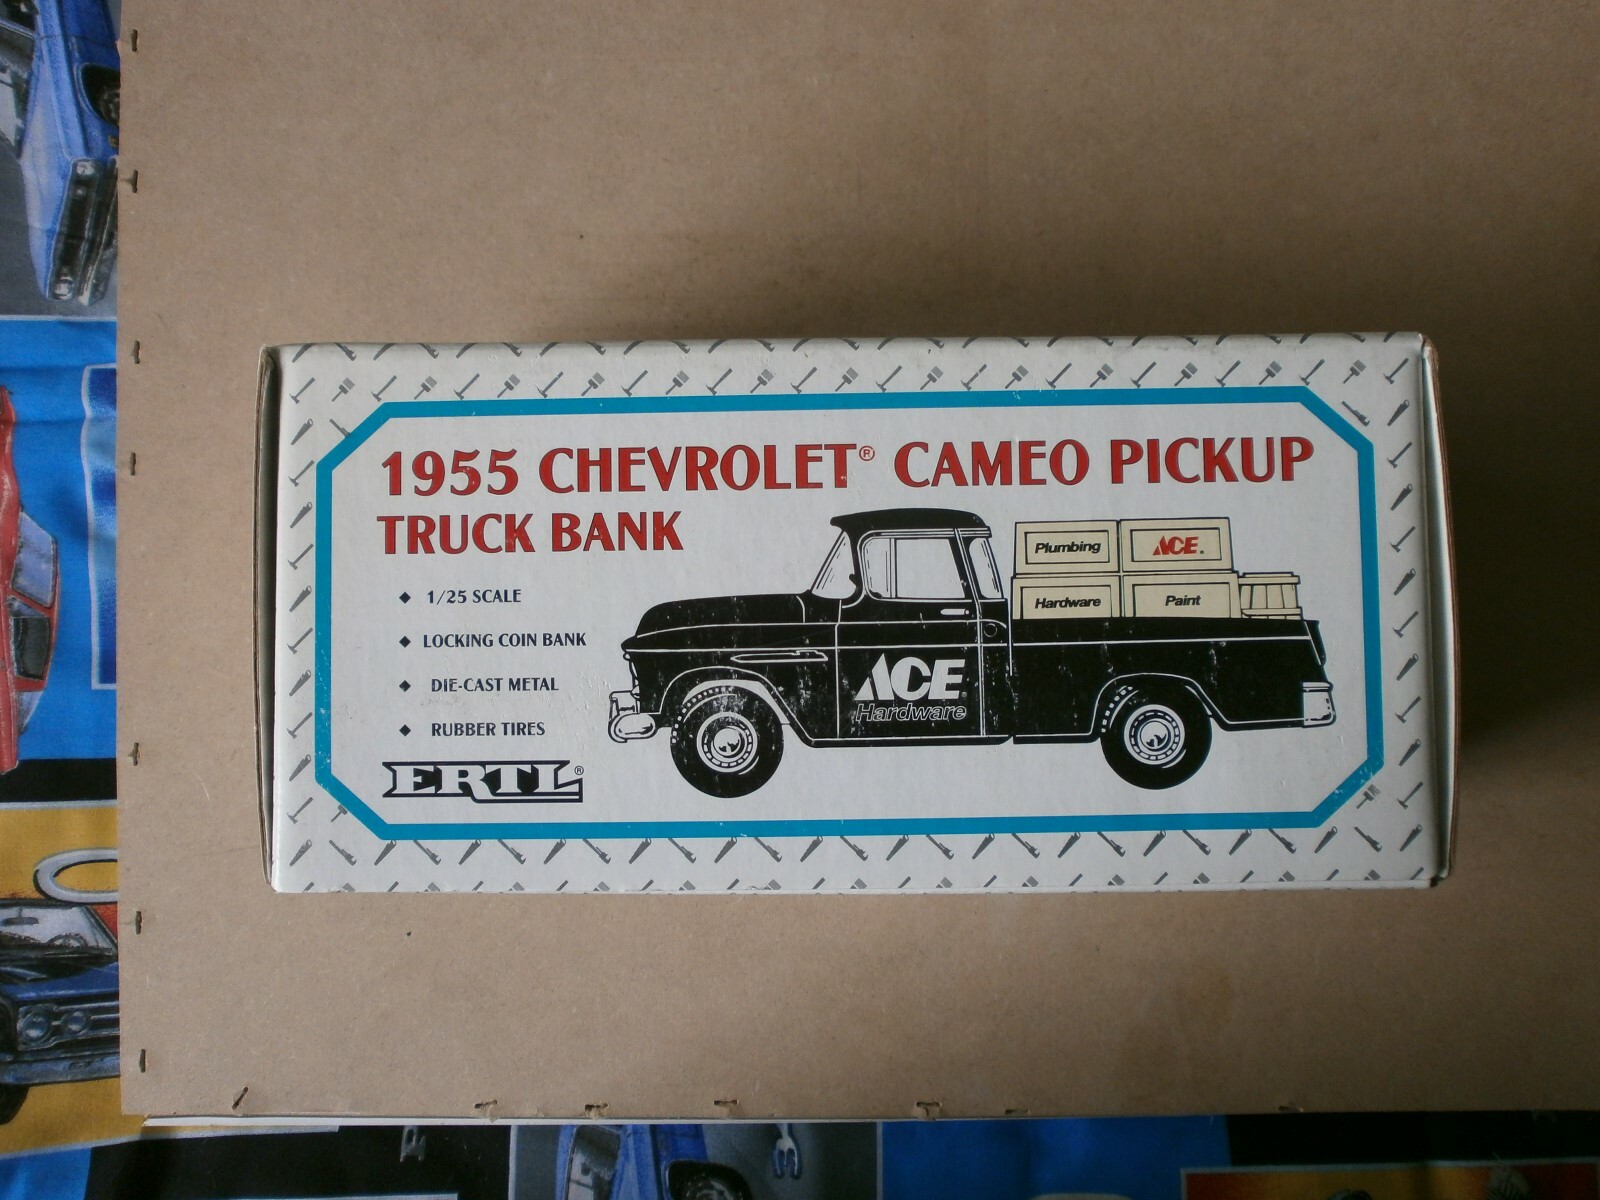 1955 CHEVROLET® CAMEO PICKUP
TRUCK BANK
◆ 1/25 SCALE
◆ LOCKING COIN BANK
◆ DIE-CAST METAL
◆ RUBBER TIRES
ERTL®
Plumbing
ACE.
Hardware
Paint
ACE®
Hardware